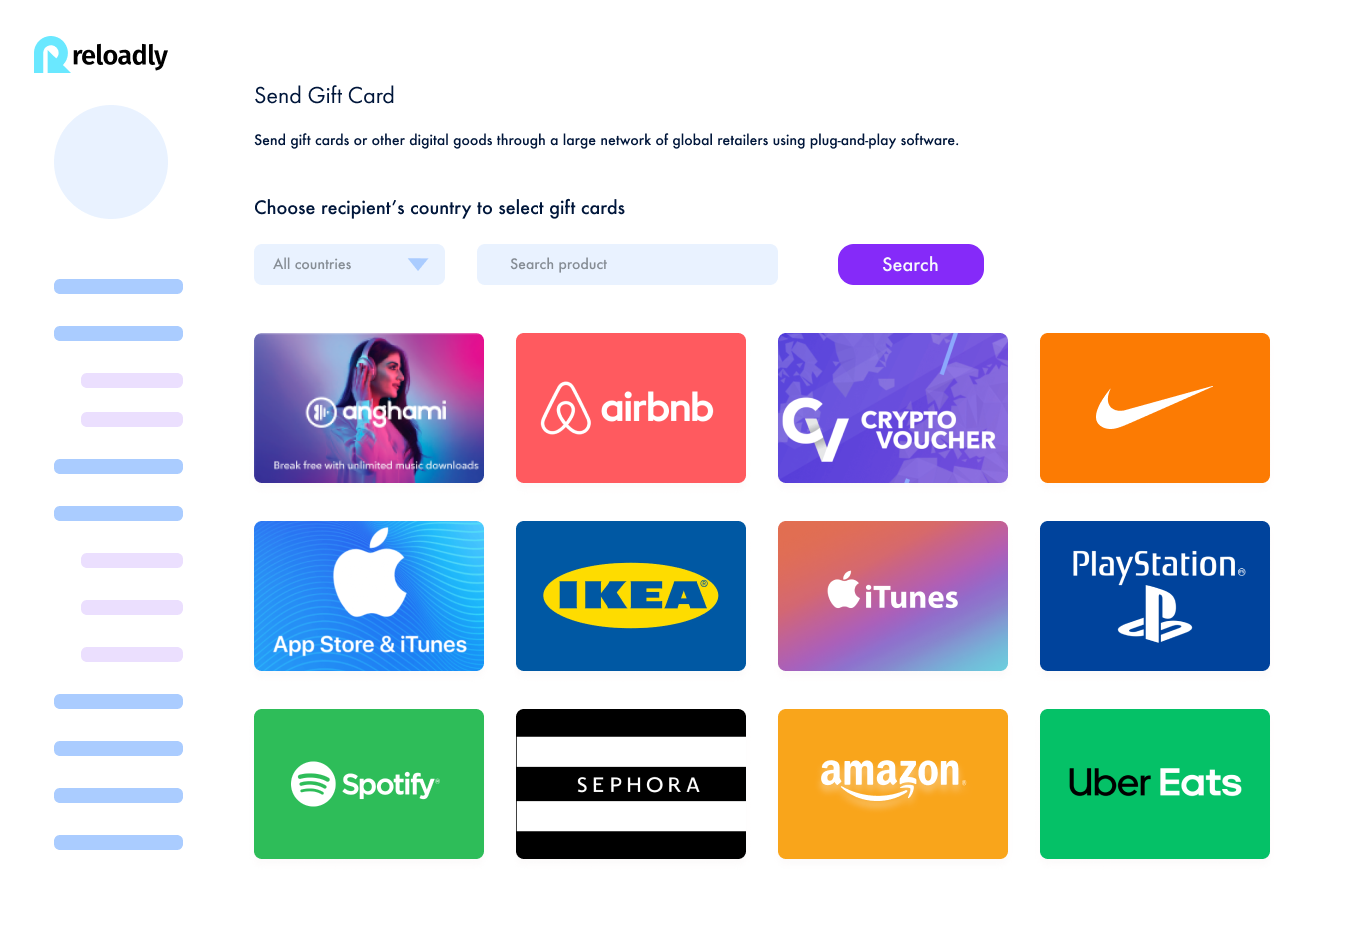 reloadly
Send Gift Card
Send gift cards or other digital goods through a large network of global retailers using plug-and-play software.
Choose recipient's country to select gift cards
All countries
Search product
Search
anghami
Break free with unlimited music downloads
airbnb
CV
CRYPTO
VOUCHER
App Store & iTunes
IKEA®
iTunes
PlayStation®
Spotify
SEPHORA
amazon
Uber Eats